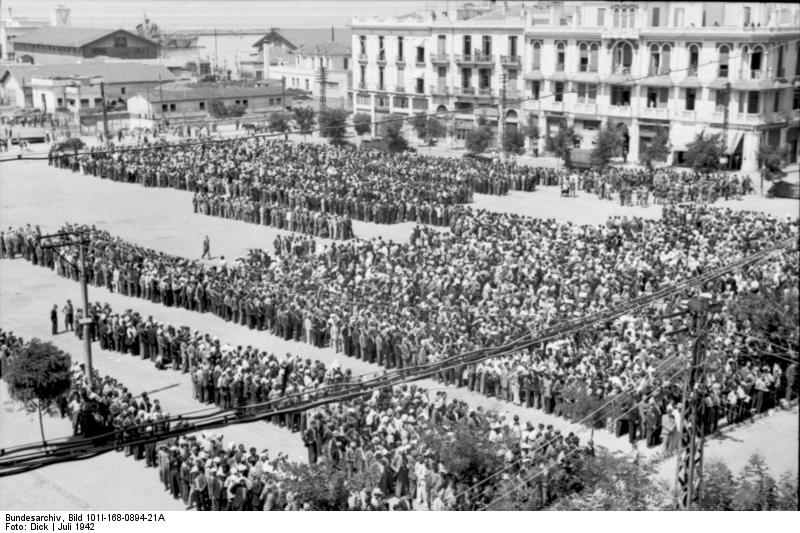 Bundesarchiv, Bild 101I-168-0894-21A
Foto: Dick | Juli 1942